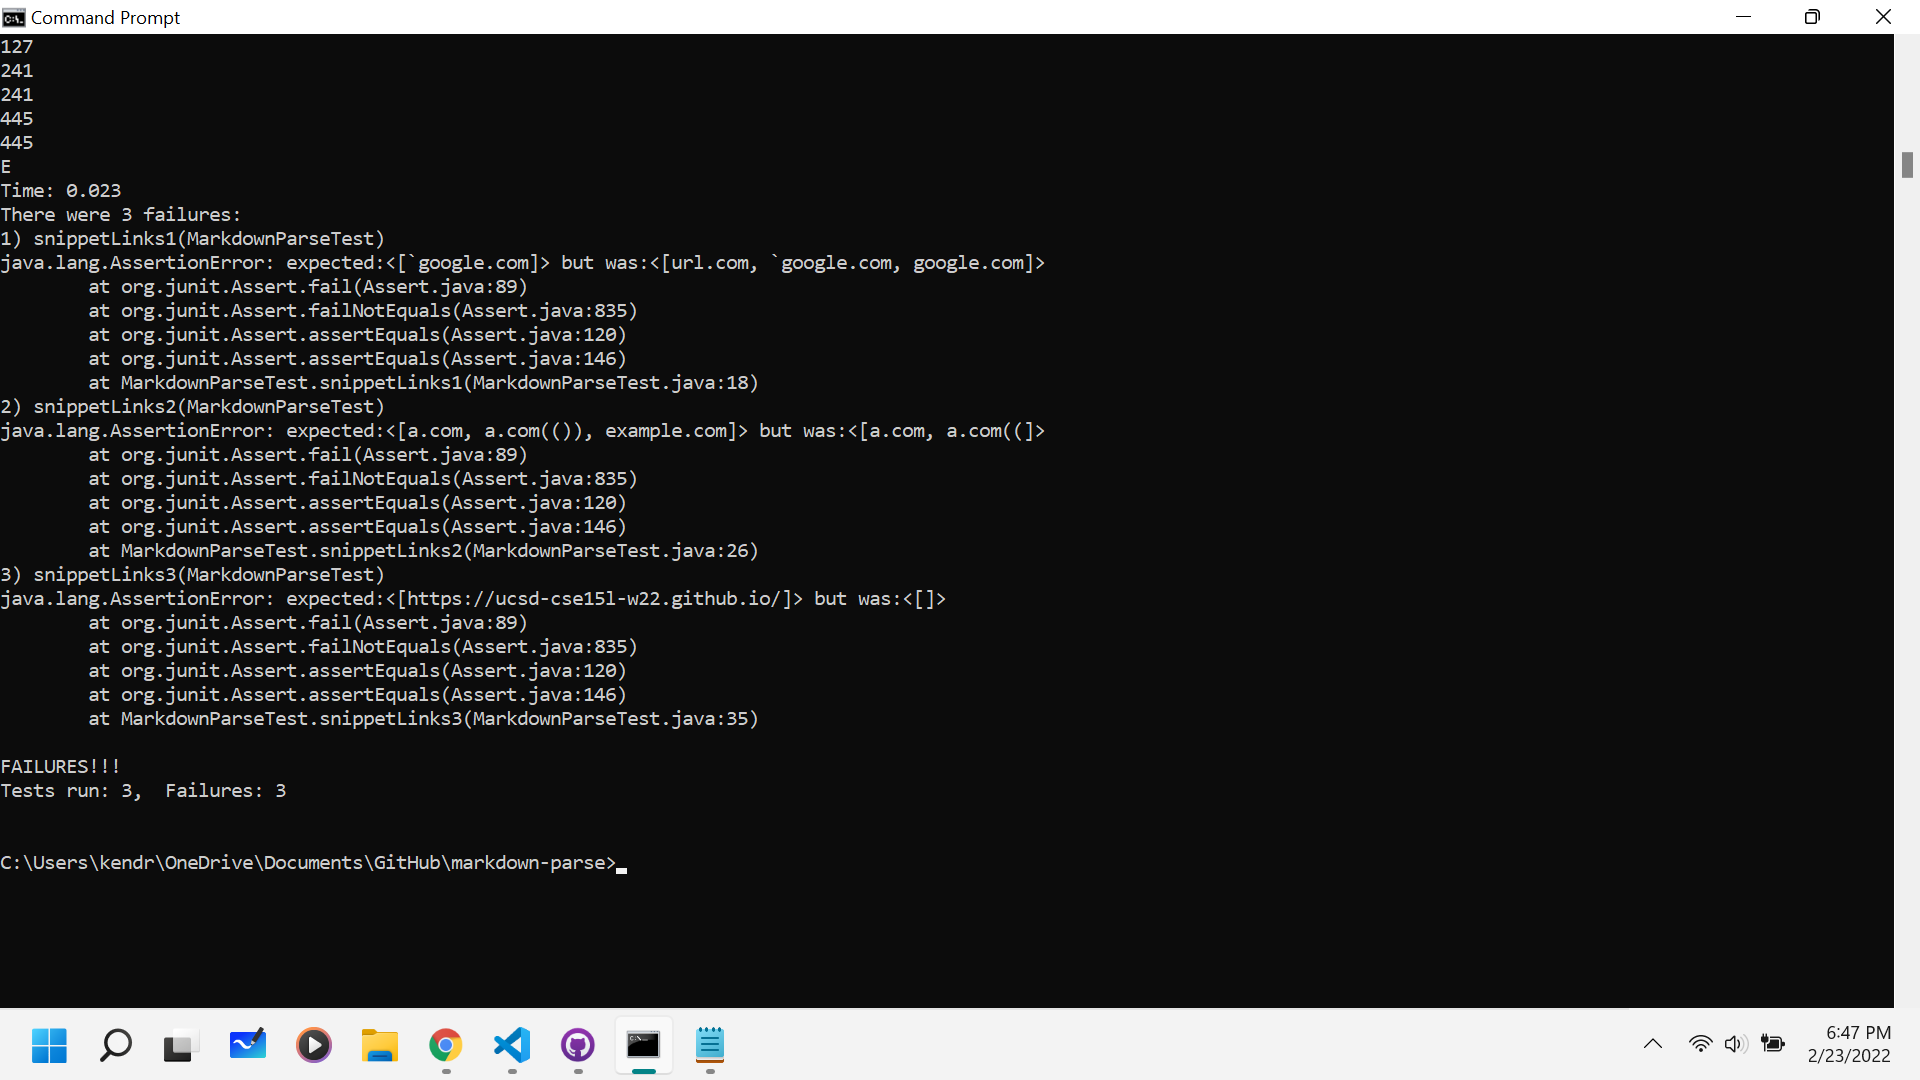 Command Prompt
127
241
241
445
445
E
Time: 0.023
There were 3 failures:
1) snippetLinks1(MarkdownParseTest)
java.lang.AssertionError: expected:<[`google.com]> but was:<[url.com, `google.com, google.com]>
        at org.junit.Assert.fail(Assert.java:89)
        at org.junit.Assert.failNotEquals(Assert.java:835)
        at org.junit.Assert.assertEquals(Assert.java:120)
        at org.junit.Assert.assertEquals(Assert.java:146)
        at MarkdownParseTest.snippetLinks1(MarkdownParseTest.java:18)
2) snippetLinks2(MarkdownParseTest)
java.lang.AssertionError: expected:<[a.com, a.com(()), example.com]> but was:<[a.com, a.com((]>
        at org.junit.Assert.fail(Assert.java:89)
        at org.junit.Assert.failNotEquals(Assert.java:835)
        at org.junit.Assert.assertEquals(Assert.java:120)
        at org.junit.Assert.assertEquals(Assert.java:146)
        at MarkdownParseTest.snippetLinks2(MarkdownParseTest.java:26)
3) snippetLinks3(MarkdownParseTest)
java.lang.AssertionError: expected:<[https://ucsd-cse15l-w22.github.io/]> but was:<[]>
        at org.junit.Assert.fail(Assert.java:89)
        at org.junit.Assert.failNotEquals(Assert.java:835)
        at org.junit.Assert.assertEquals(Assert.java:120)
        at org.junit.Assert.assertEquals(Assert.java:146)
        at MarkdownParseTest.snippetLinks3(MarkdownParseTest.java:35)
FAILURES!!!
Tests run: 3,  Failures: 3
C:\Users\kendr\OneDrive\Documents\GitHub\markdown-parse>
6:47 PM
2/23/2022